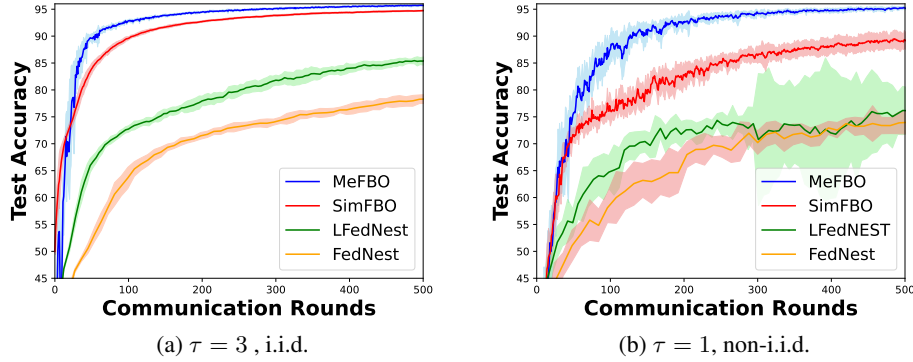 95
90
85
80
75
70
65
60
55
50
45
Test Accuracy
MeFBO
SimFBO
LFedNEST
FedNest
0
100
200
300
400
500
Communication Rounds
(a) τ = 3 , i.i.d.
95
90
85
80
75
70
65
60
55
50
45
Test Accuracy
MeFBO
SimFBO
LFedNEST
FedNest
0
100
200
300
400
500
Communication Rounds
(b) τ = 1, non-i.i.d.